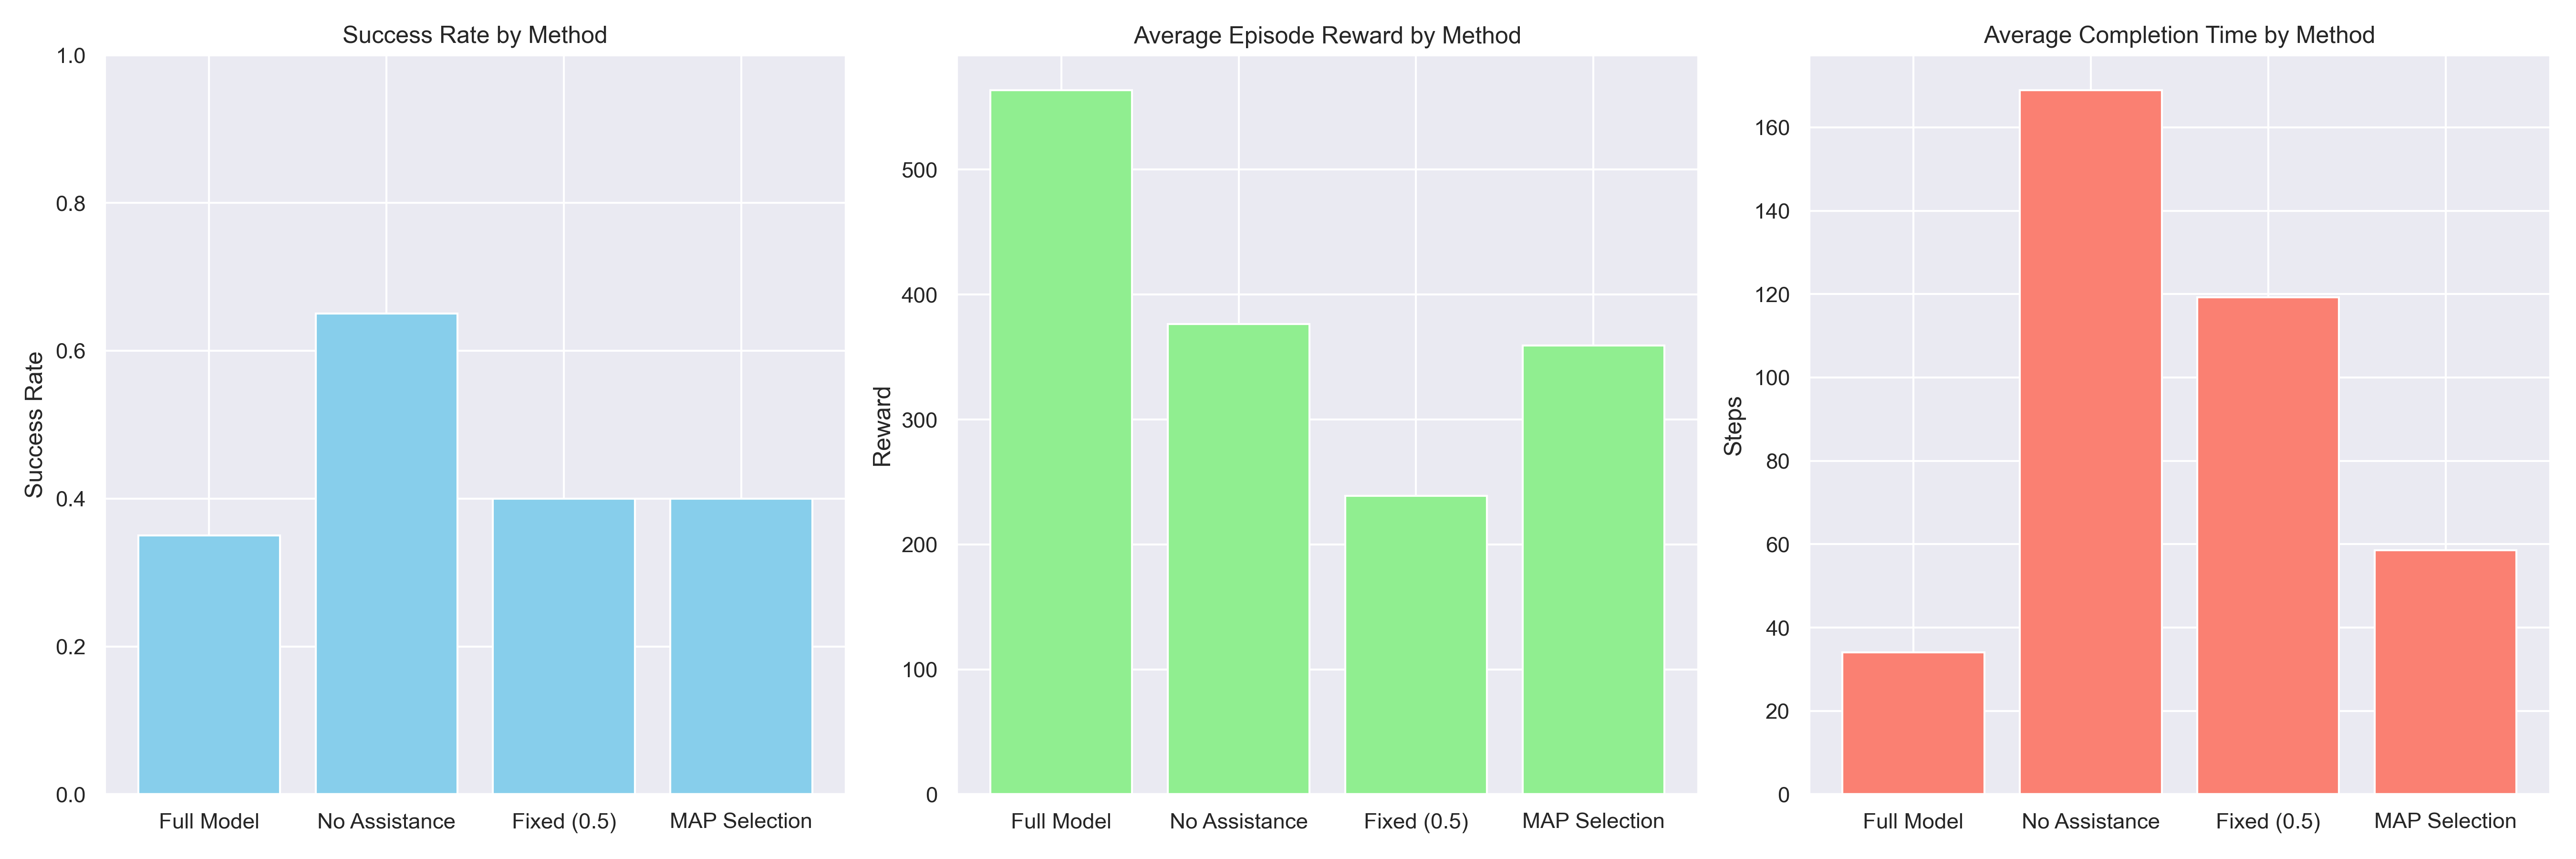 Success Rate by Method
Success Rate
1.0
0.8
0.6
0.4
0.2
0.0
Full Model
No Assistance
Fixed (0.5)
MAP Selection
Average Episode Reward by Method
Reward
500
400
300
200
100
0
Full Model
No Assistance
Fixed (0.5)
MAP Selection
Average Completion Time by Method
Steps
160
140
120
100
80
60
40
20
0
Full Model
No Assistance
Fixed (0.5)
MAP Selection